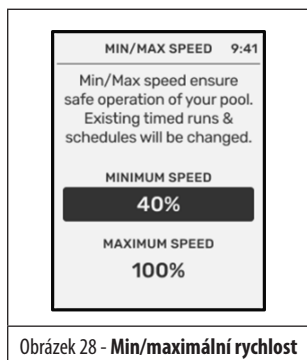 MIN/MAX SPEED 9:41
Min/Max speed ensure
safe operation of your pool.
Existing timed runs &
schedules will be changed.
MINIMUM SPEED
40%
MAXIMUM SPEED
100%
Obrázek 28 - Min/maximální rychlost